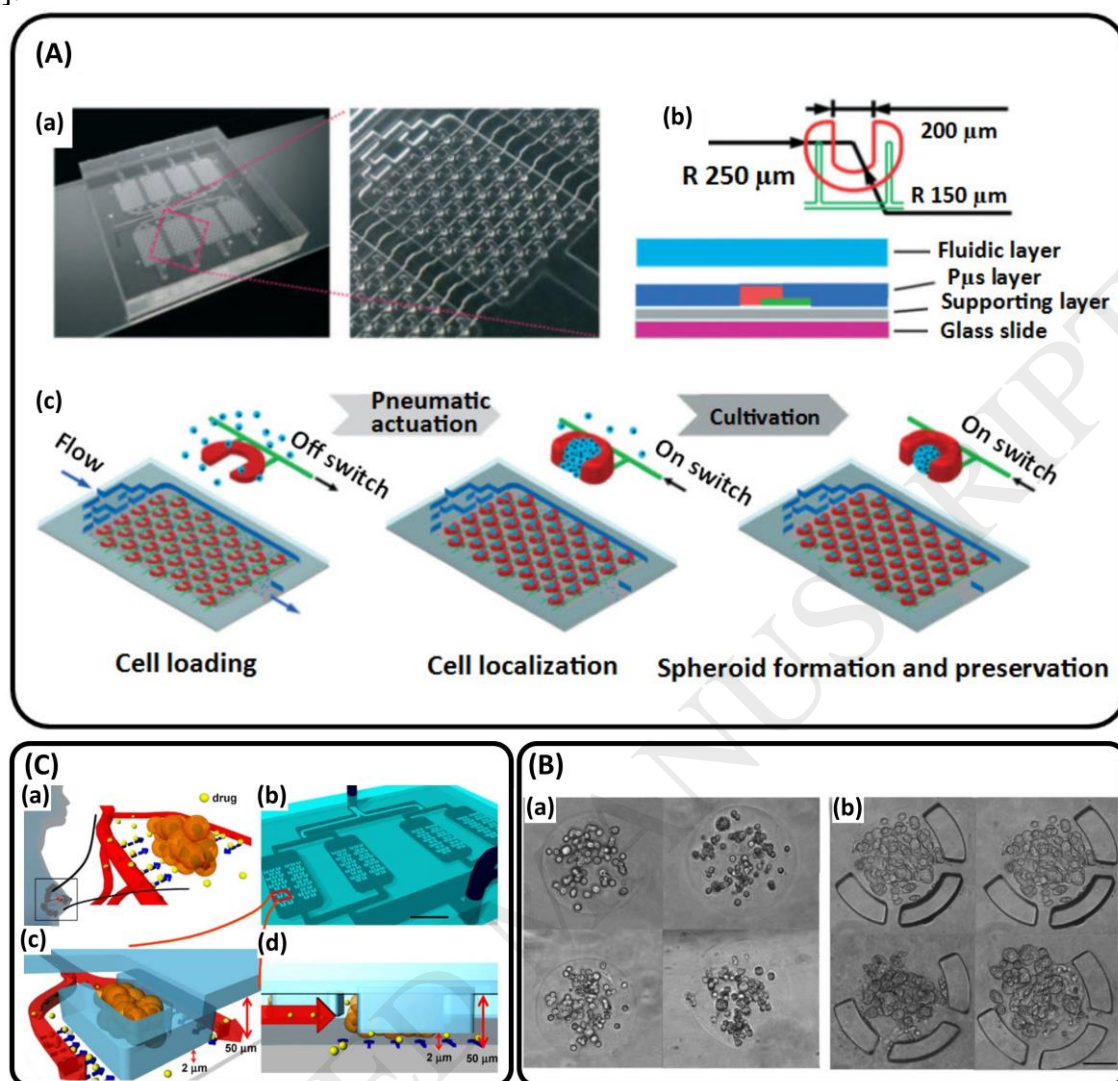 ].
(A)
(a)
(b)
200 µm
R 250 µm
R 150 µm
Fluidic layer
Pµs layer
Supporting layer
Glass slide
(c)
Flow
Off switch
Pneumatic
actuation
On switch
Cultivation
On switch
Cell loading
Cell localization
Spheroid formation and preservation
(C)
(a)
drug
(b)
(c)
50 µm
2 µm
(d)
2 µm
50 µm
(B)
(a)
(b)